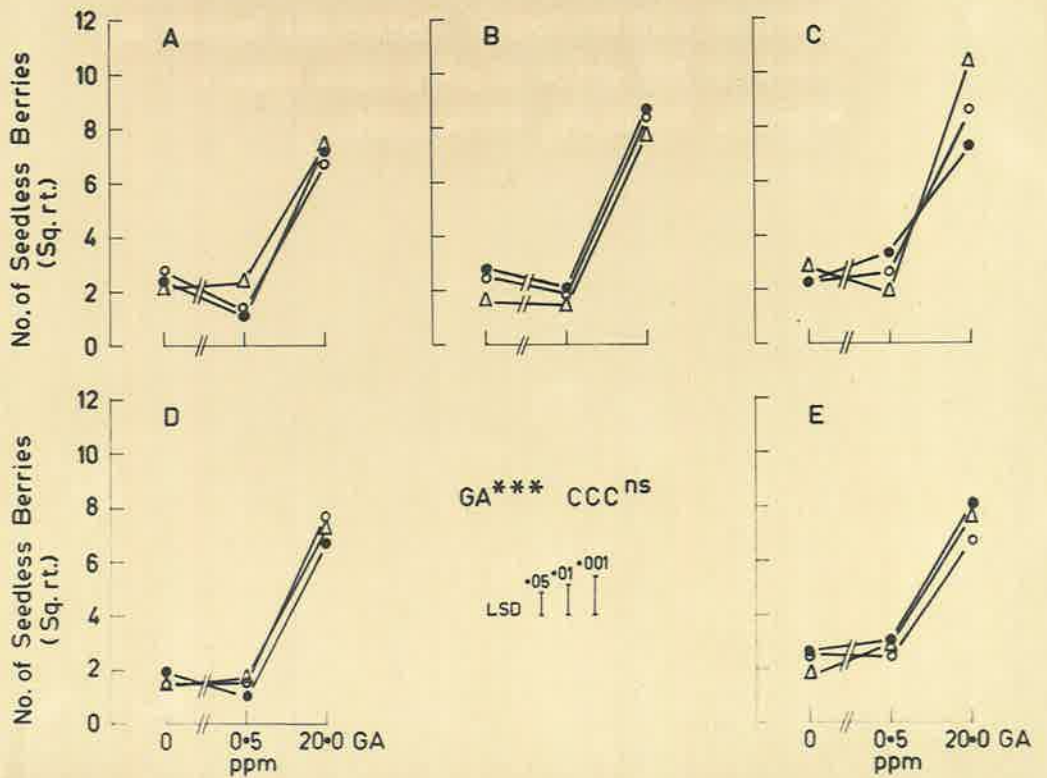 A
B
C
12
10
8
6
4
2
0
No. of Seedless Berries
(Sq. rt.)
D
E
12
10
8
6
4
2
0
No. of Seedless Berries
(Sq. rt.)
GA*** CCC ns
LSD ·05 ·01 ·001
0 0·5 20·0 GA
ppm
0 0·5 20·0 GA
ppm